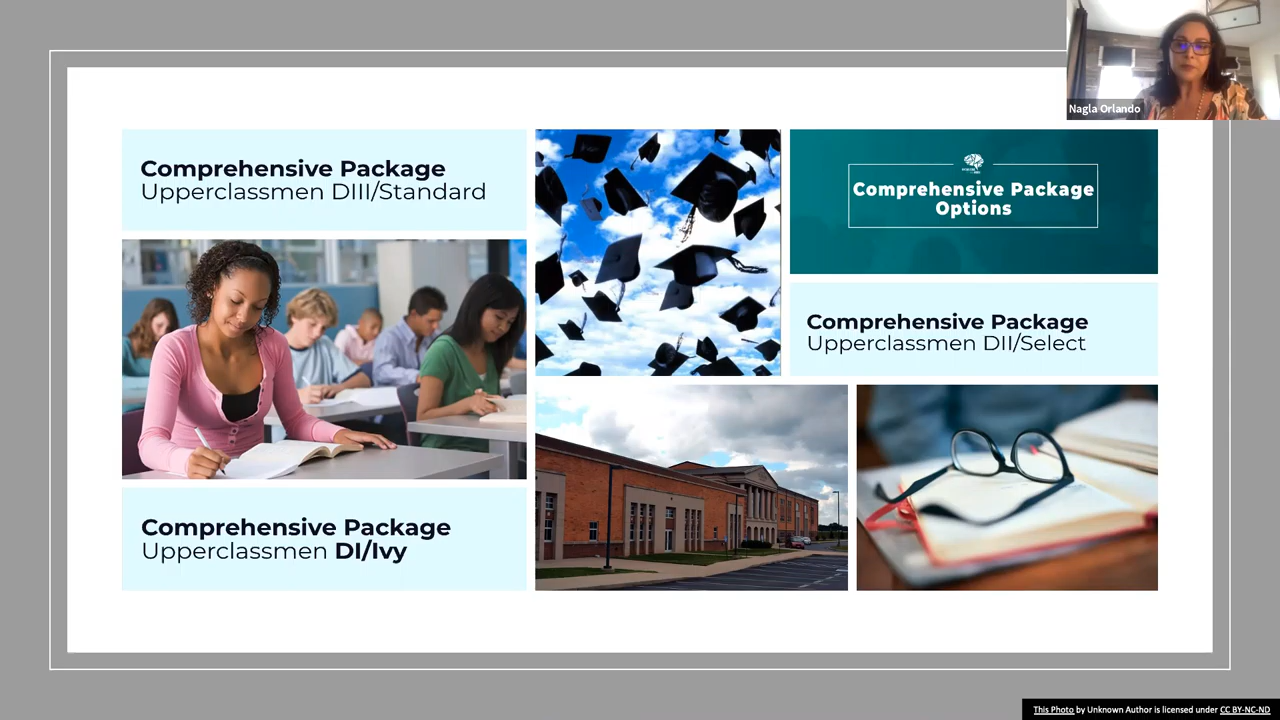 Nagla Orlando
Comprehensive Package
Upperclassmen DIII/Standard
Comprehensive Package
Options
Comprehensive Package
Upperclassmen DII/Select
Comprehensive Package
Upperclassmen DI/Ivy
This Photo by Unknown Author is licensed under CC BY-NC-ND